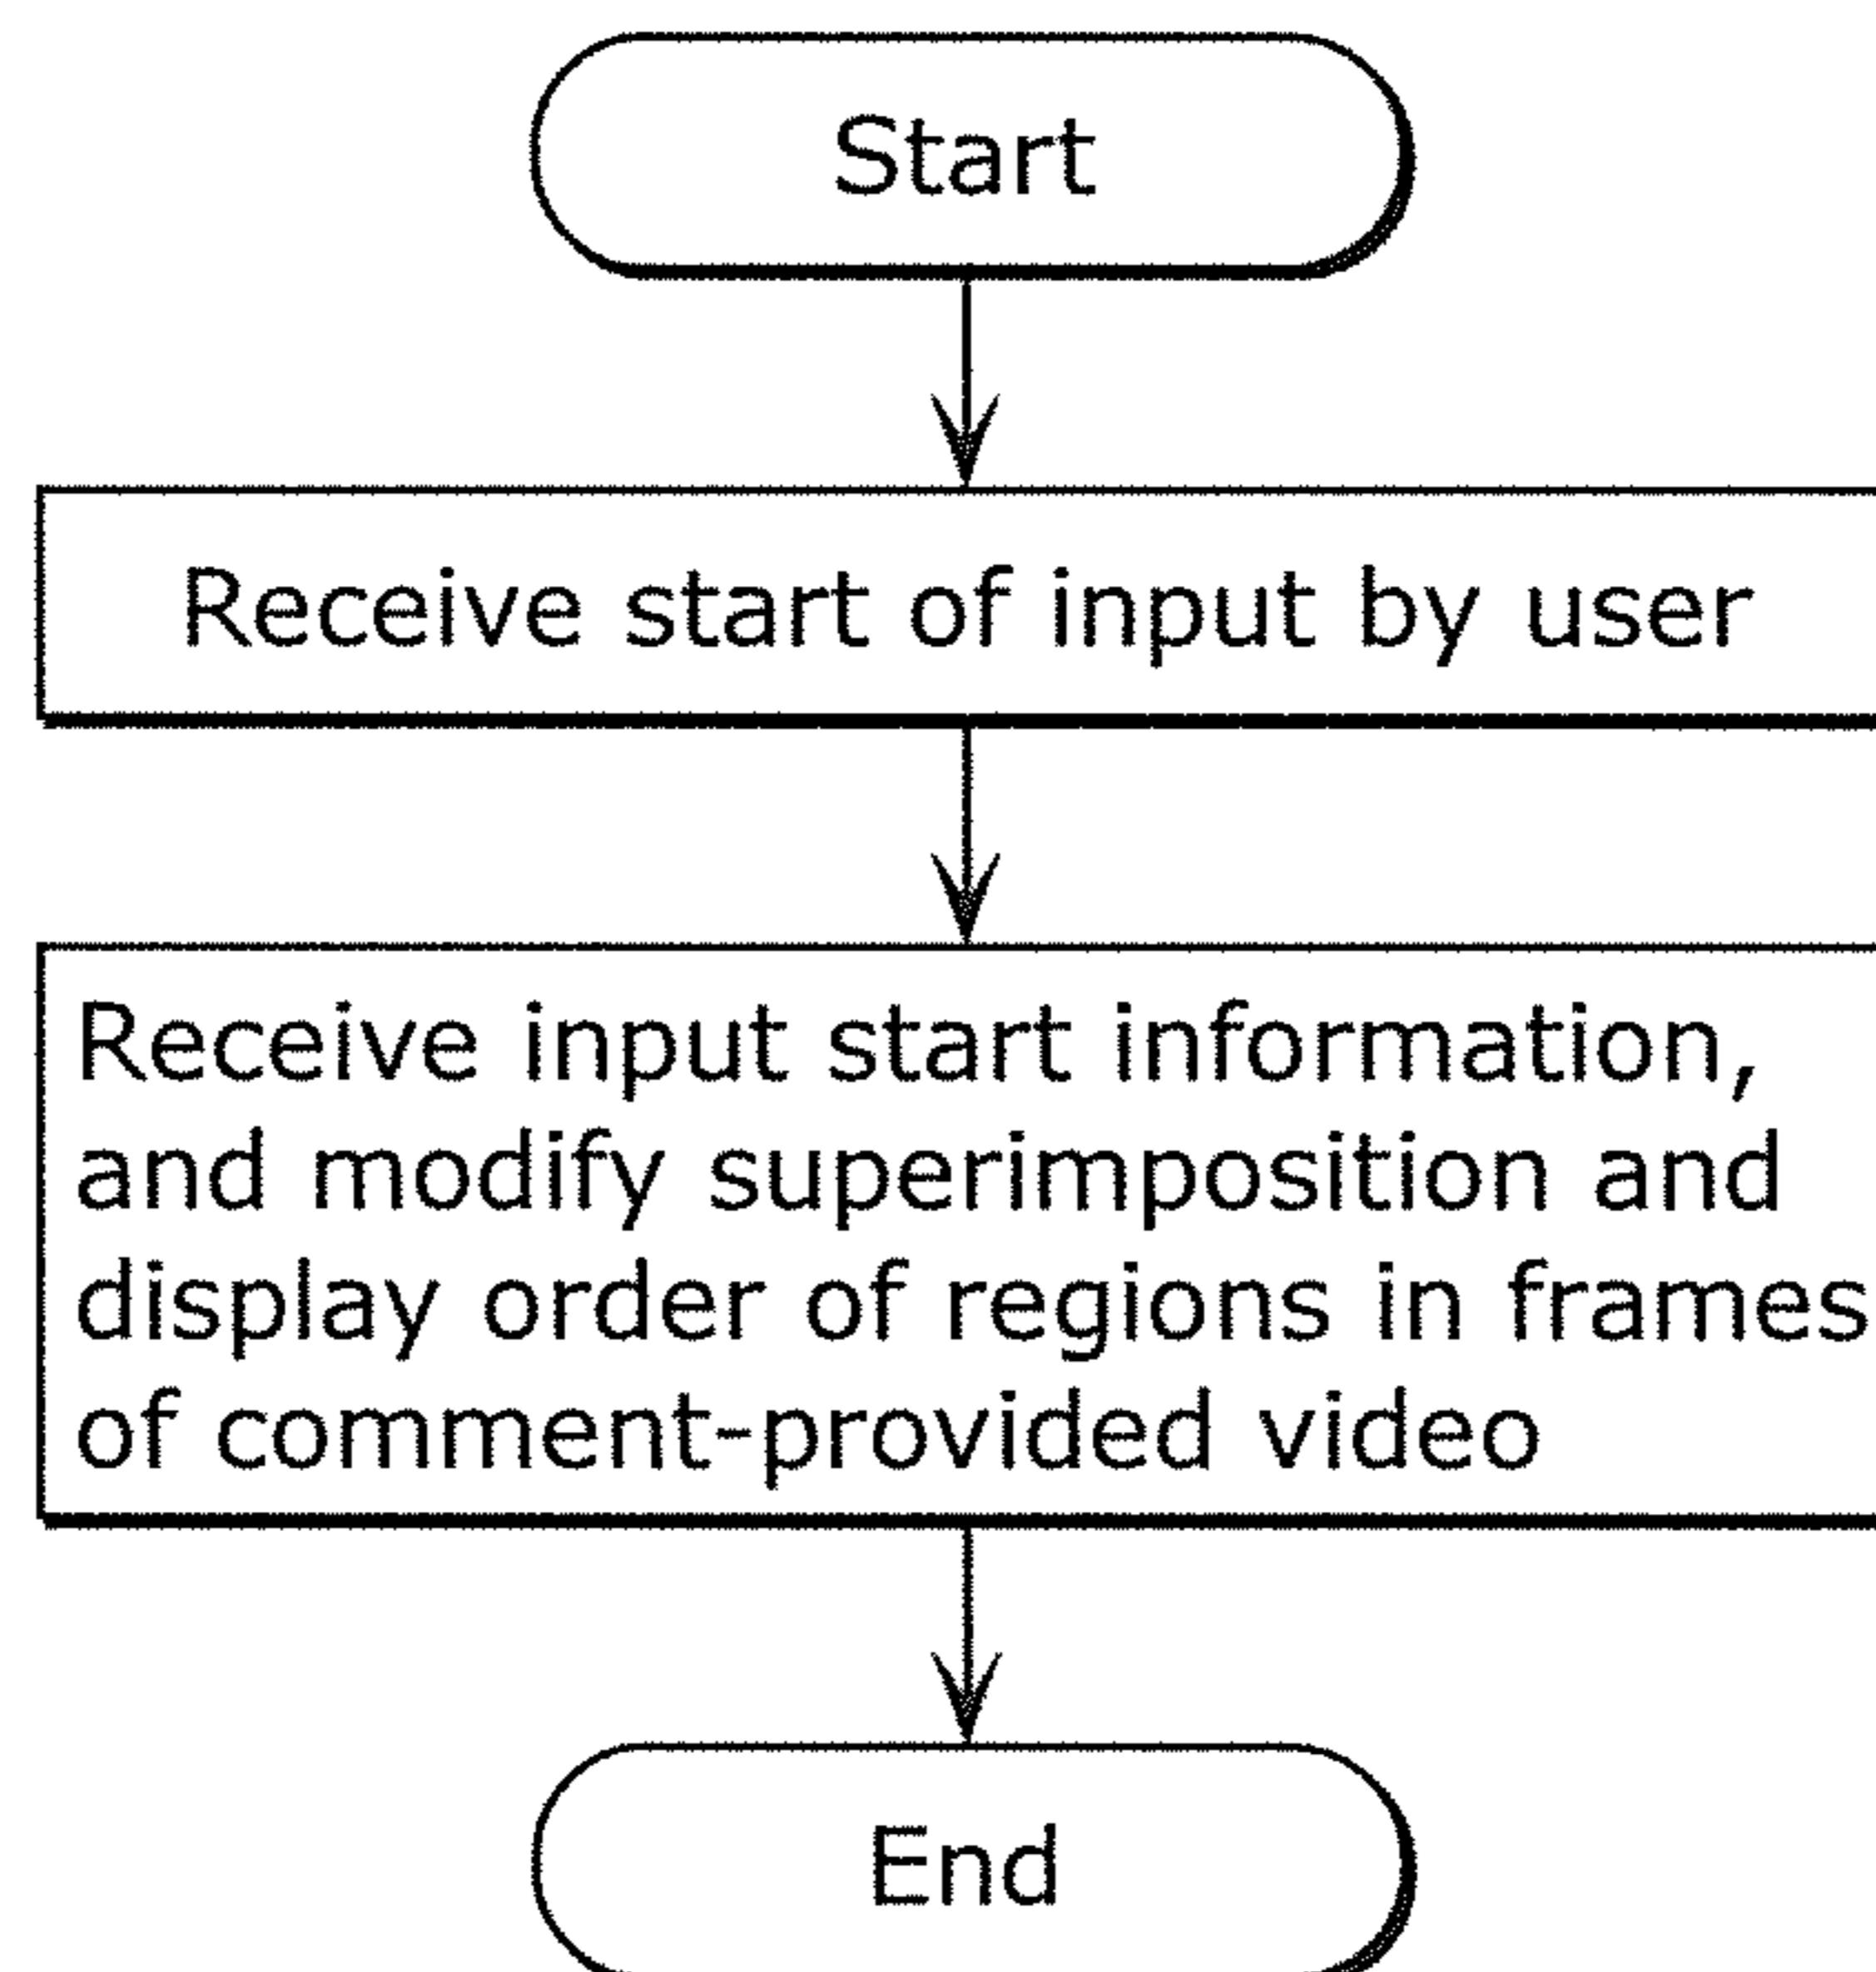 Start
Receive start of input by user
Receive input start information,
and modify superimposition and
display order of regions in frames
of comment-provided video
End